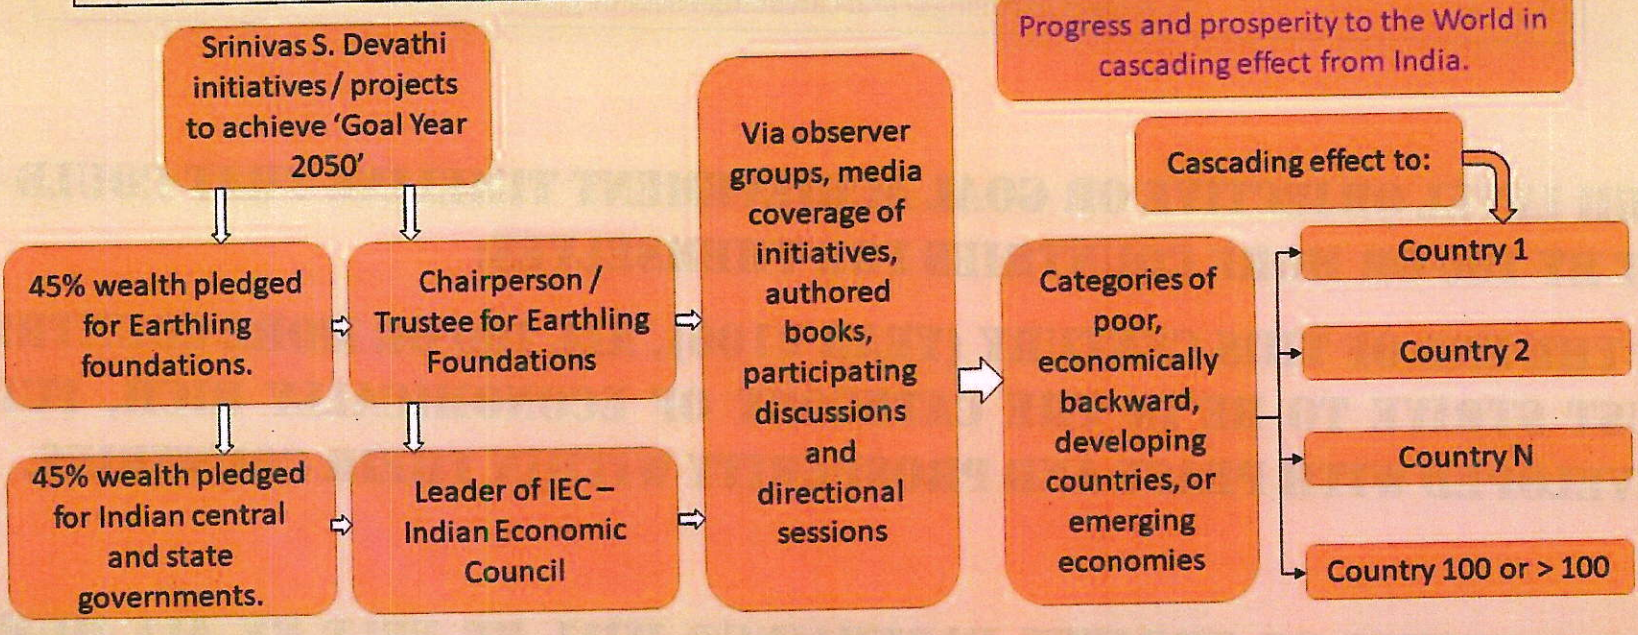 Srinivas S. Devathi
initiatives / projects
to achieve ‘Goal Year
2050’
Progress and prosperity to the World in
cascading effect from India.
45% wealth pledged
for Earthling
foundations.
Chairperson /
Trustee for Earthling
Foundations
45% wealth pledged
for Indian central
and state
governments.
Leader of IEC –
Indian Economic
Council
Via observer
groups, media
coverage of
initiatives,
authored
books,
participating
discussions
and
directional
sessions
Categories of
poor,
economically
backward,
developing
countries, or
emerging
economies
Cascading effect to:
Country 1
Country 2
Country N
Country 100 or > 100